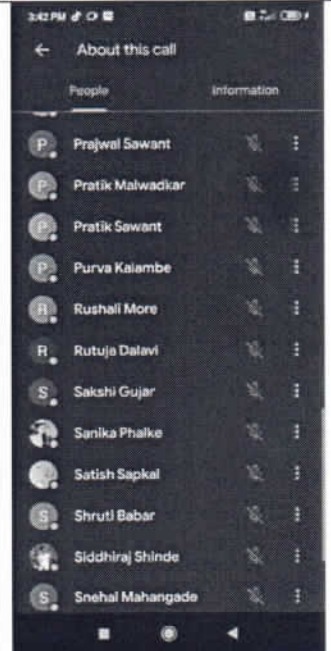 3:42 PM
About this call
People
Information
P Prajwal Sawant
P Pratik Malwadkar
P Pratik Sawant
P Purva Kalambe
R Rushali More
R Rutuja Dalavi
S Sakshi Gujar
Sanika Phalke
Satish Sapkal
S Shruti Babar
Siddhiraj Shinde
S Snehal Mahangade